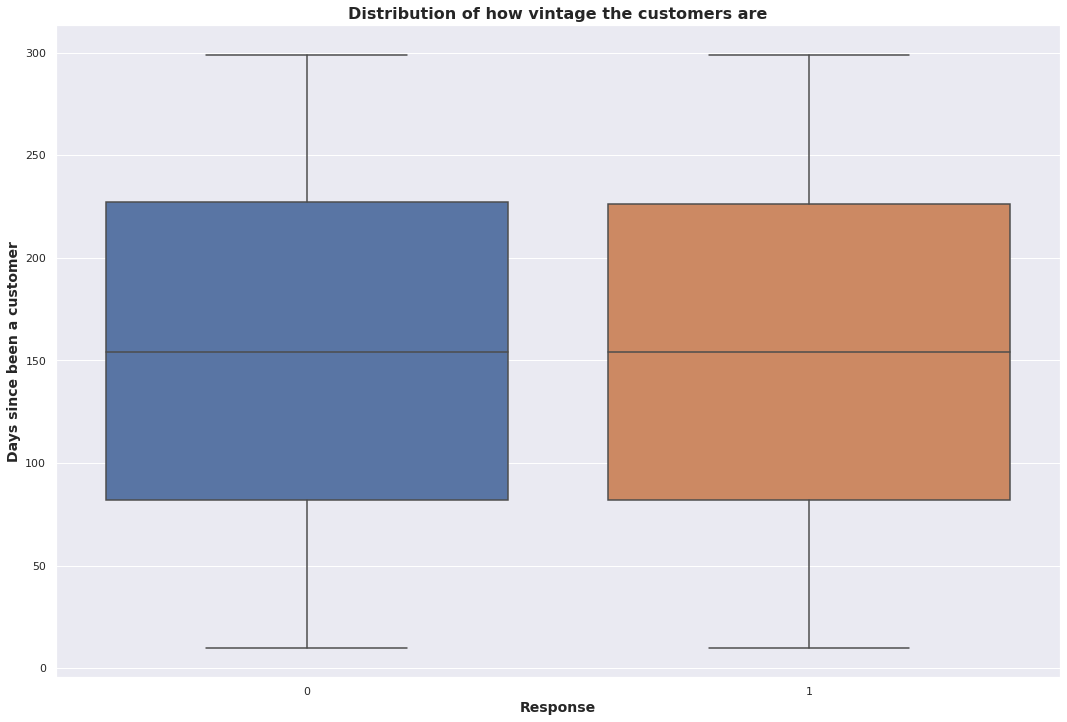 Distribution of how vintage the customers are
Days since been a customer
300
250
200
150
100
50
0
0 1
Response